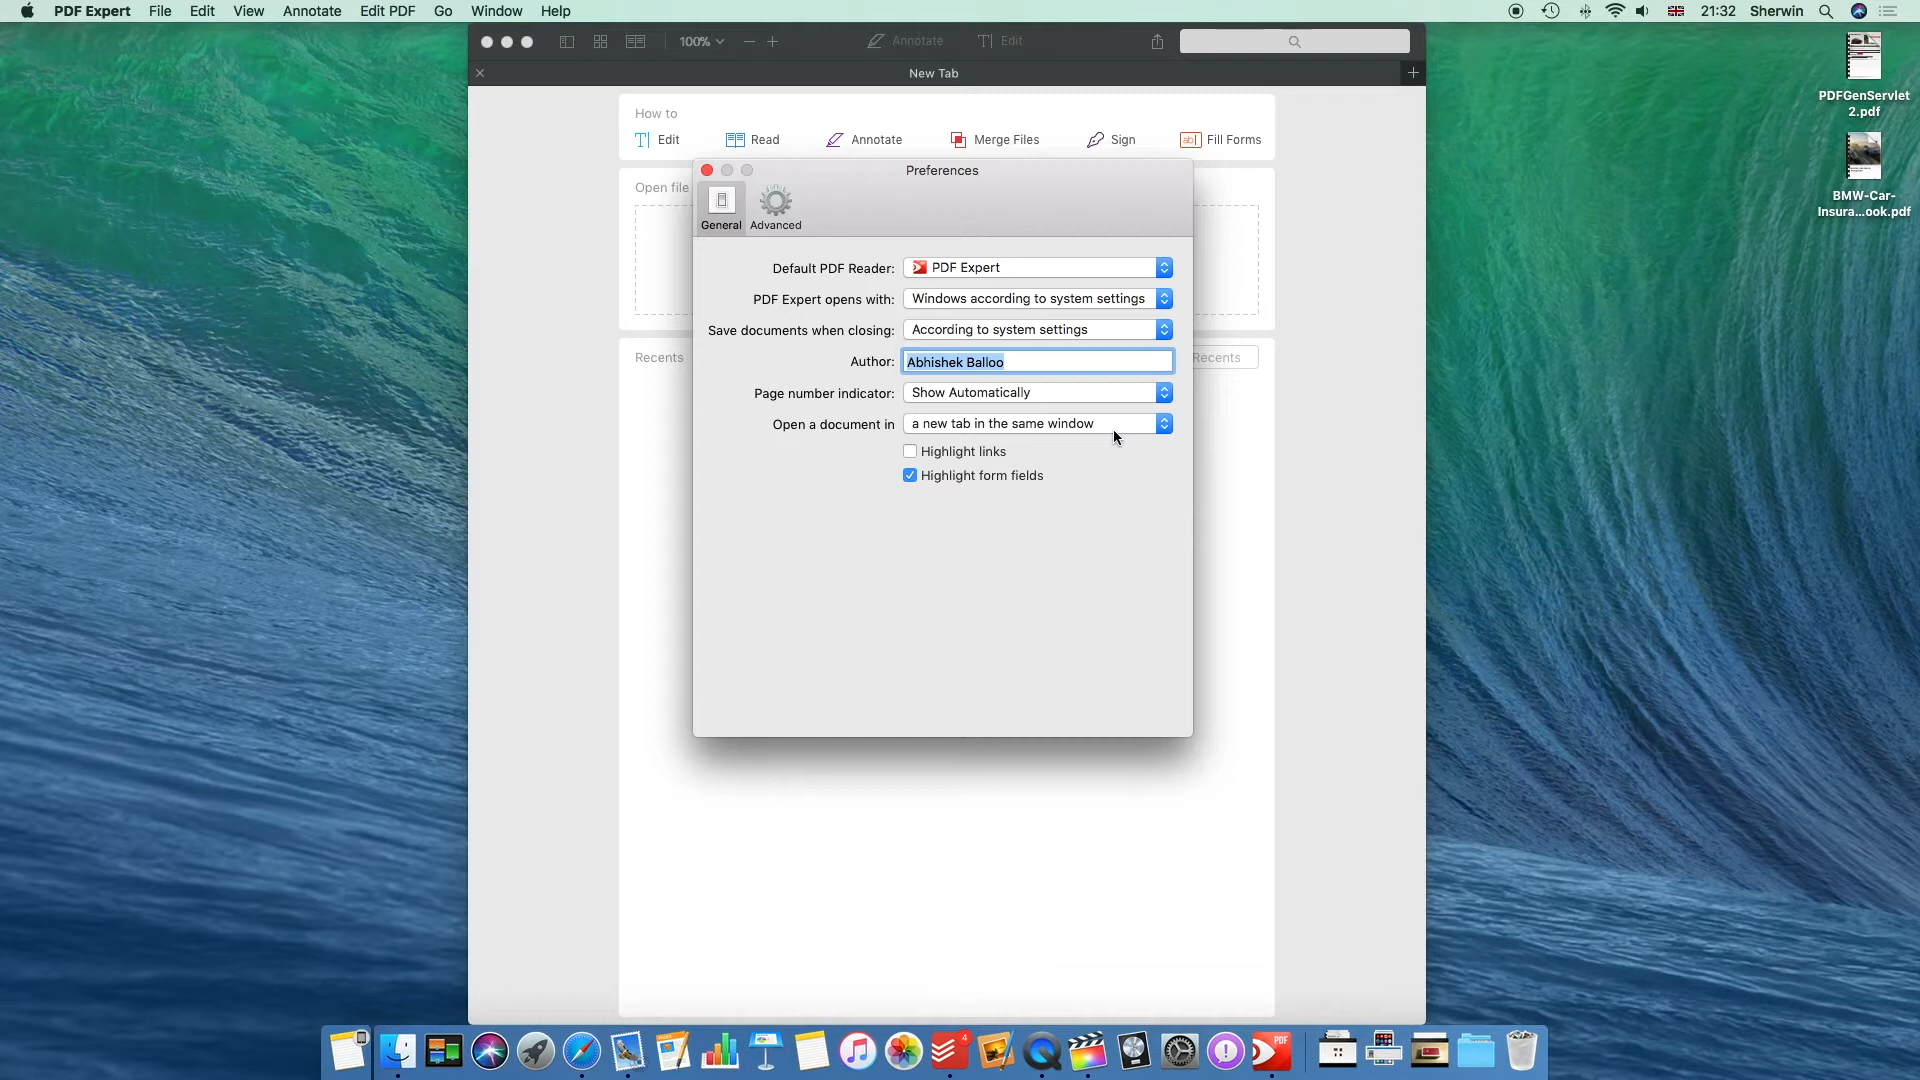 PDF Expert File Edit View Annotate Edit PDF Go Window Help 21:32 Sherwin
100% Annotate Edit
New Tab
How to
Edit Read Annotate Merge Files Sign Fill Forms
Open file
Recents
Recents
Preferences
General Advanced
Default PDF Reader: PDF Expert
PDF Expert opens with: Windows according to system settings
Save documents when closing: According to system settings
Author: Abhishek Balloo
Page number indicator: Show Automatically
Open a document in a new tab in the same window
Highlight links
Highlight form fields
PDFGenServlet
2.pdf
BMW-Car-
Insura...ook.pdf
4
PDF